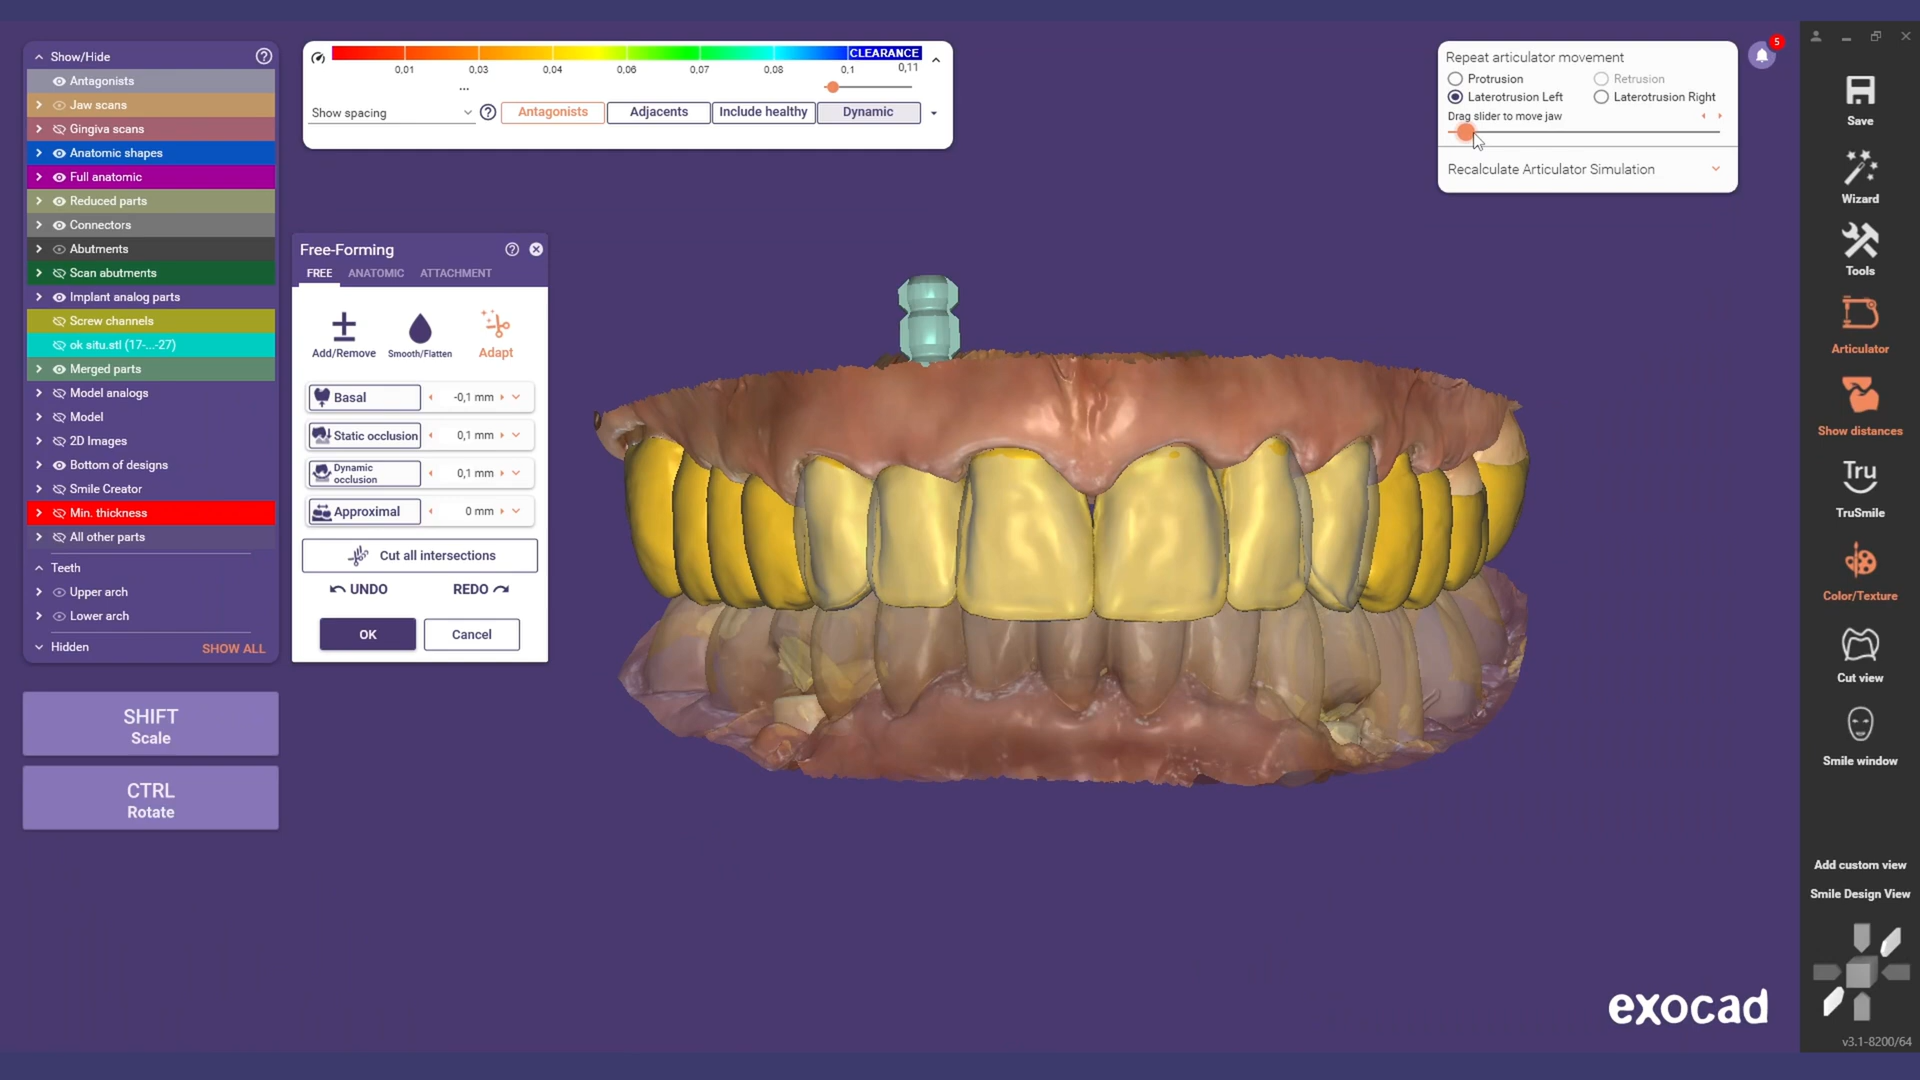 Show/Hide
Antagonists
Jaw scans
Gingiva scans
Anatomic shapes
Full anatomic
Reduced parts
Connectors
Abutments
Scan abutments
Implant analog parts
Screw channels
ok situ.stl (17-...-27)
Merged parts
Model analogs
Model
2D Images
Bottom of designs
Smile Creator
Min. thickness
All other parts
Teeth
Upper arch
Lower arch
Hidden SHOW ALL
SHIFT
Scale
CTRL
Rotate
CLEARANCE
0,01 0,03 0,04 0,06 0,07 0,08 0,1 0,11
...
Show spacing Antagonists Adjacents Include healthy Dynamic
Free-Forming
FREE ANATOMIC ATTACHMENT
Add/Remove Smooth/Flatten Adapt
Basal -0,1 mm
Static occlusion 0,1 mm
Dynamic
occlusion 0,1 mm
Approximal 0 mm
Cut all intersections
UNDO REDO
OK Cancel
Repeat articulator movement
Protrusion Retrusion
Laterotrusion Left Laterotrusion Right
Drag slider to move jaw
Recalculate Articulator Simulation
5
Save
Wizard
Tools
Articulator
Show distances
Tru
TruSmile
Color/Texture
Cut view
Smile window
Add custom view
Smile Design View
exocad
v3.1-8200/64